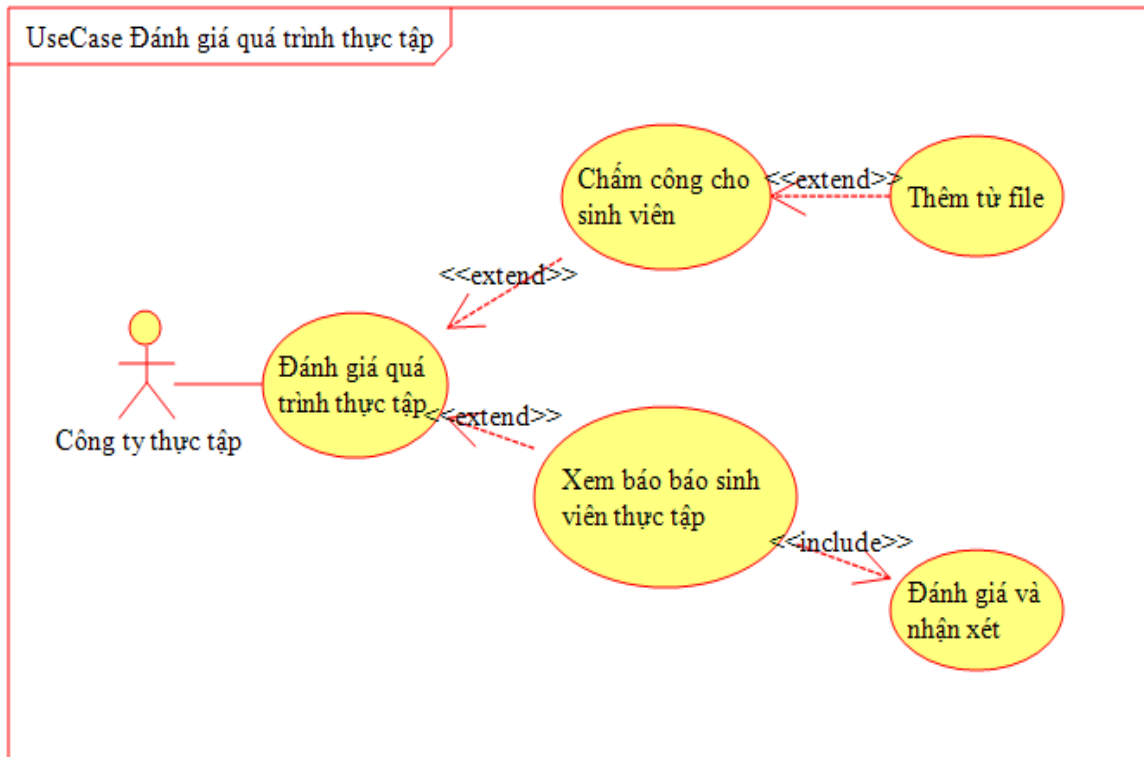 UseCase Đánh giá quá trình thực tập
Chấm công cho
sinh viên
<<extend>>
Thêm từ file
<<extend>>
Đánh giá quá
trình thực tập
<<extend>>
Công ty thực tập
Xem báo báo sinh
viên thực tập
<<include>>
Đánh giá và
nhận xét